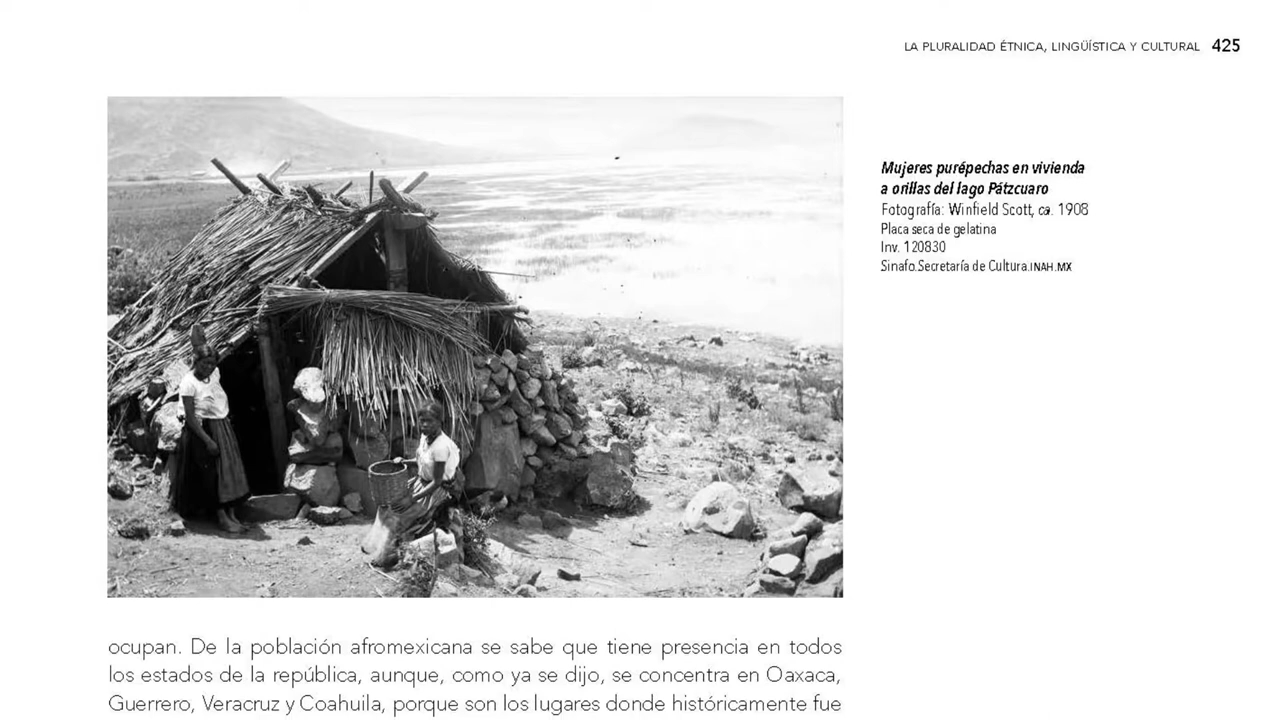 LA PLURALIDAD ÉTNICA, LINGÜÍSTICA Y CULTURAL 425
Mujeres purépechas en vivienda
a orillas del lago Pátzcuaro
Fotografía: Winfield Scott, ca. 1908
Placa seca de gelatina
Inv. 120830
Sinafo.Secretaría de Cultura.INAH.MX
ocupan. De la población afromexicana se sabe que tiene presencia en todos
los estados de la república, aunque, como ya se dijo, se concentra en Oaxaca,
Guerrero, Veracruz y Coahuila, porque son los lugares donde históricamente fue